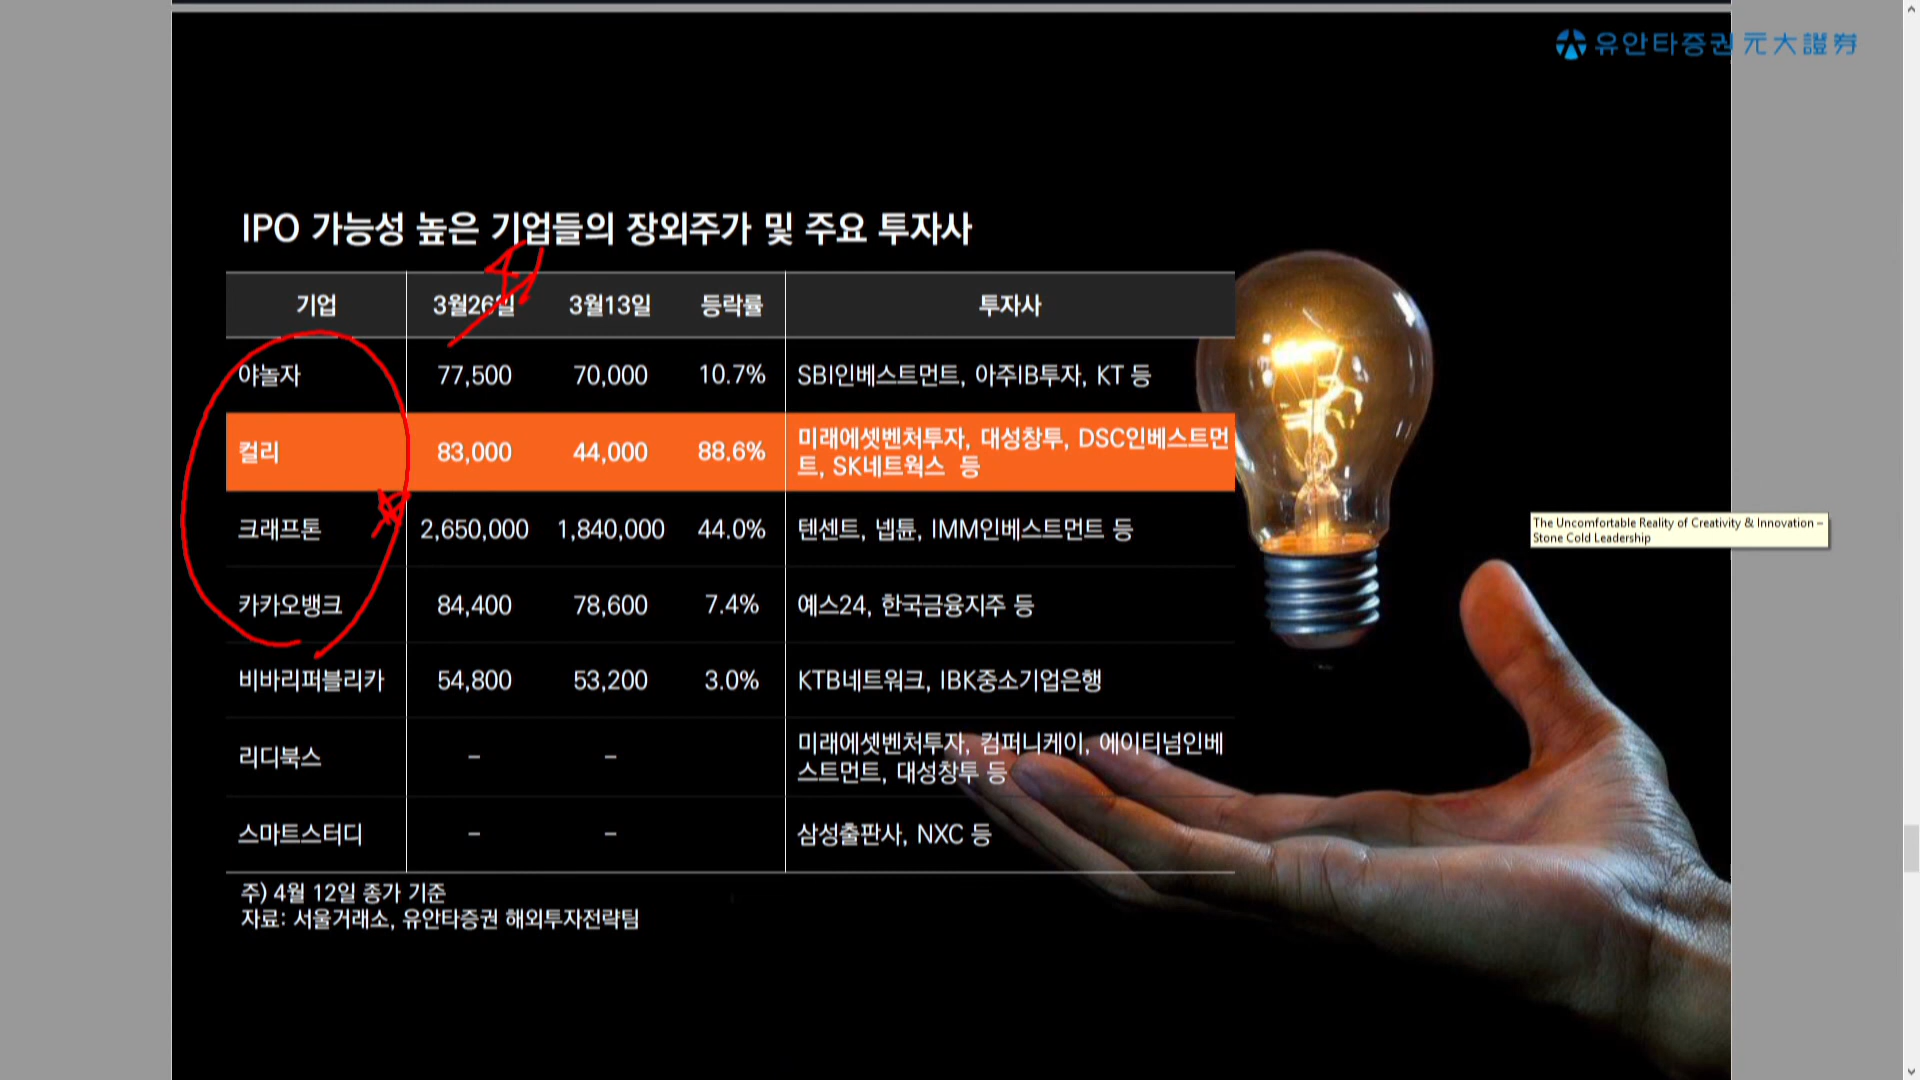 유안타증권 元大證券
IPO 가능성 높은 기업들의 장외주가 및 주요 투자사
기업 3월26일 3월13일 등락률 투자사
야놀자 77,500 70,000 10.7% SBI인베스트먼트, 아주IB투자, KT 등
컬리 83,000 44,000 88.6% 미래에셋벤처투자, 대성창투, DSC인베스트먼
트, SK네트웍스 등
크래프톤 2,650,000 1,840,000 44.0% 텐센트, 넵튠, IMM인베스트먼트 등
카카오뱅크 84,400 78,600 7.4% 예스24, 한국금융지주 등
비바리퍼블리카 54,800 53,200 3.0% KTB네트워크, IBK중소기업은행
리디북스 – – 미래에셋벤처투자, 컴퍼니케이, 에이티넘인베
스트먼트, 대성창투 등
스마트스터디 – – 삼성출판사, NXC 등
주) 4월 12일 종가 기준
자료: 서울거래소, 유안타증권 해외투자전략팀
The Uncomfortable Reality of Creativity & Innovation –
Stone Cold Leadership